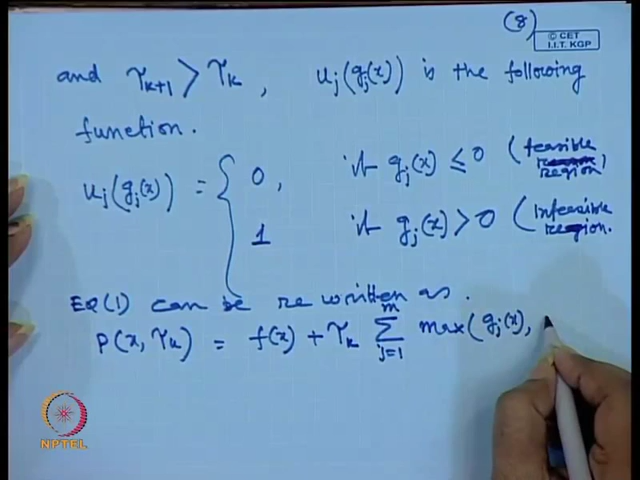 (8)
© CET
I.I.T. KGP
and γk+1 > γk, uj(gj(x)) is the following
function.
uj(gj(x)) = { 0, if gj(x) ≤ 0 (feasible region)
1 if gj(x) > 0 (infeasible region.
EQ(1) can be rewritten as.
P(x, γk) = f(x) + γk ∑_{j=1}^{m} max(gj(x),
NPTEL